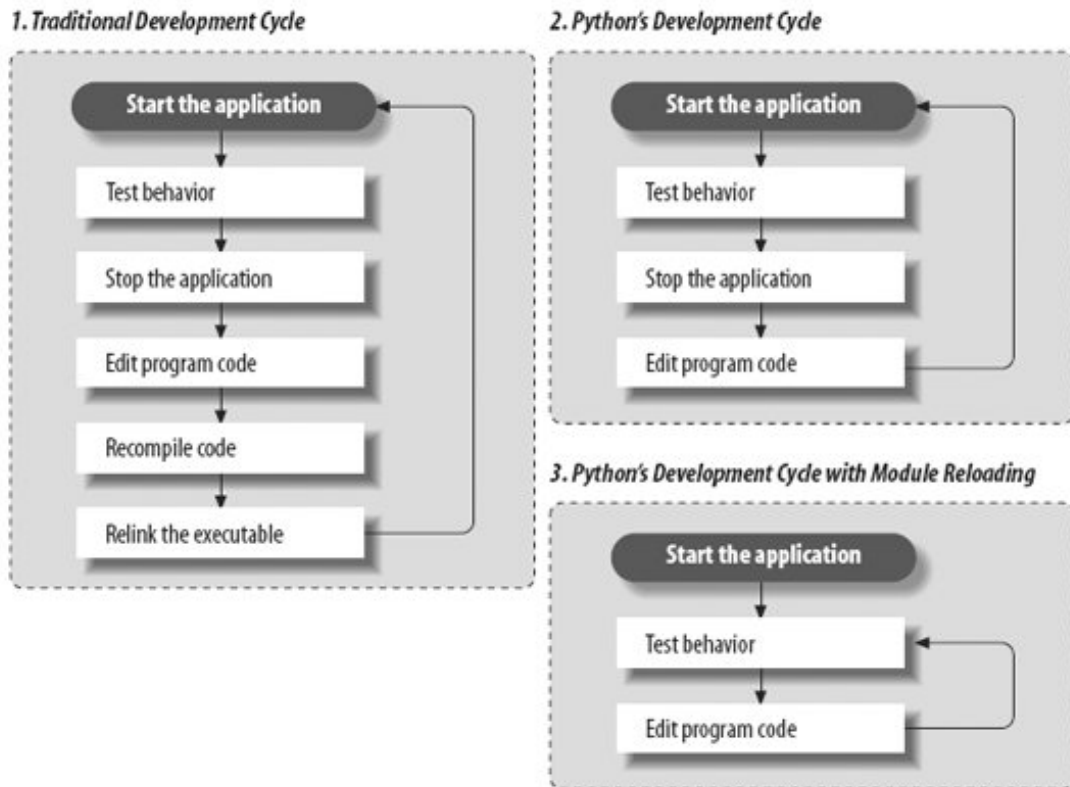 1. Traditional Development Cycle
Start the application
Test behavior
Stop the application
Edit program code
Recompile code
Relink the executable
2. Python's Development Cycle
Start the application
Test behavior
Stop the application
Edit program code
3. Python's Development Cycle with Module Reloading
Start the application
Test behavior
Edit program code